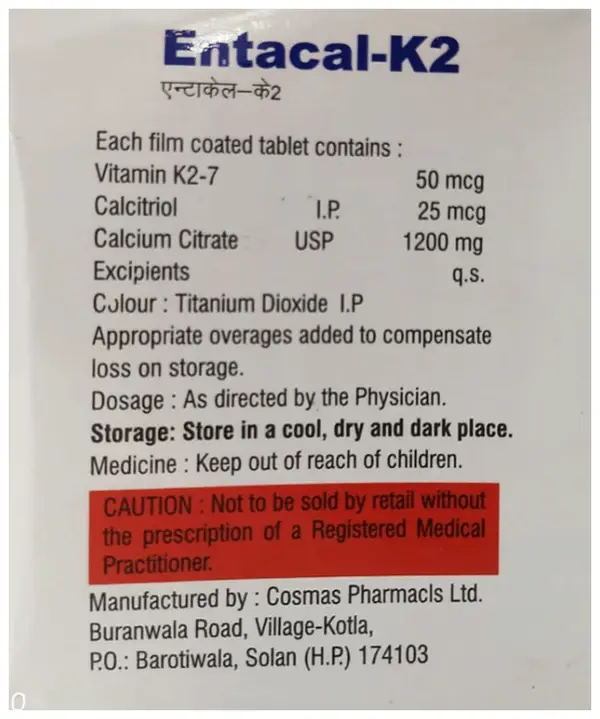 Entacal-K2
एन्टाकेल–के2
Each film coated tablet contains :
Vitamin K2-7 50 mcg
Calcitriol I.P. 25 mcg
Calcium Citrate USP 1200 mg
Excipients q.s.
Colour : Titanium Dioxide I.P
Appropriate overages added to compensate
loss on storage.
Dosage : As directed by the Physician.
Storage: Store in a cool, dry and dark place.
Medicine : Keep out of reach of children.
CAUTION : Not to be sold by retail without
the prescription of a Registered Medical
Practitioner.
Manufactured by : Cosmas Pharmacls Ltd.
Buranwala Road, Village-Kotla,
P.O.: Barotiwala, Solan (H.P.) 174103
0